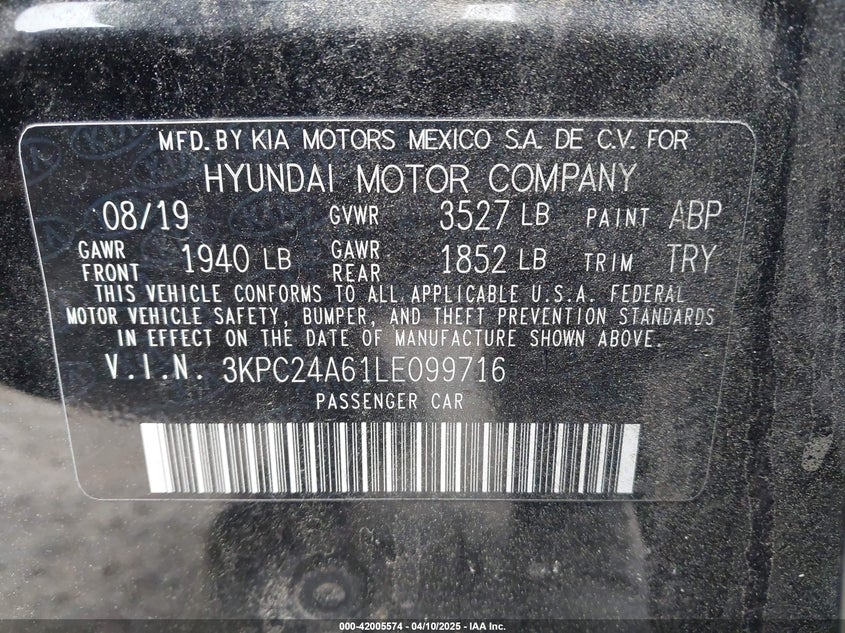 MFD. BY KIA MOTORS MEXICO S.A. DE C.V. FOR
HYUNDAI MOTOR COMPANY
08/19 GVWR 3527 LB PAINT ABP
GAWR FRONT 1940 LB GAWR REAR 1852 LB TRIM TRY
THIS VEHICLE CONFORMS TO ALL APPLICABLE U.S.A. FEDERAL
MOTOR VEHICLE SAFETY, BUMPER, AND THEFT PREVENTION STANDARDS
IN EFFECT ON THE DATE OF MANUFACTURE SHOWN ABOVE.
V.I.N. 3KPC24A61LE099716
PASSENGER CAR
000-42005574 - 04/10/2025 - IAA Inc.